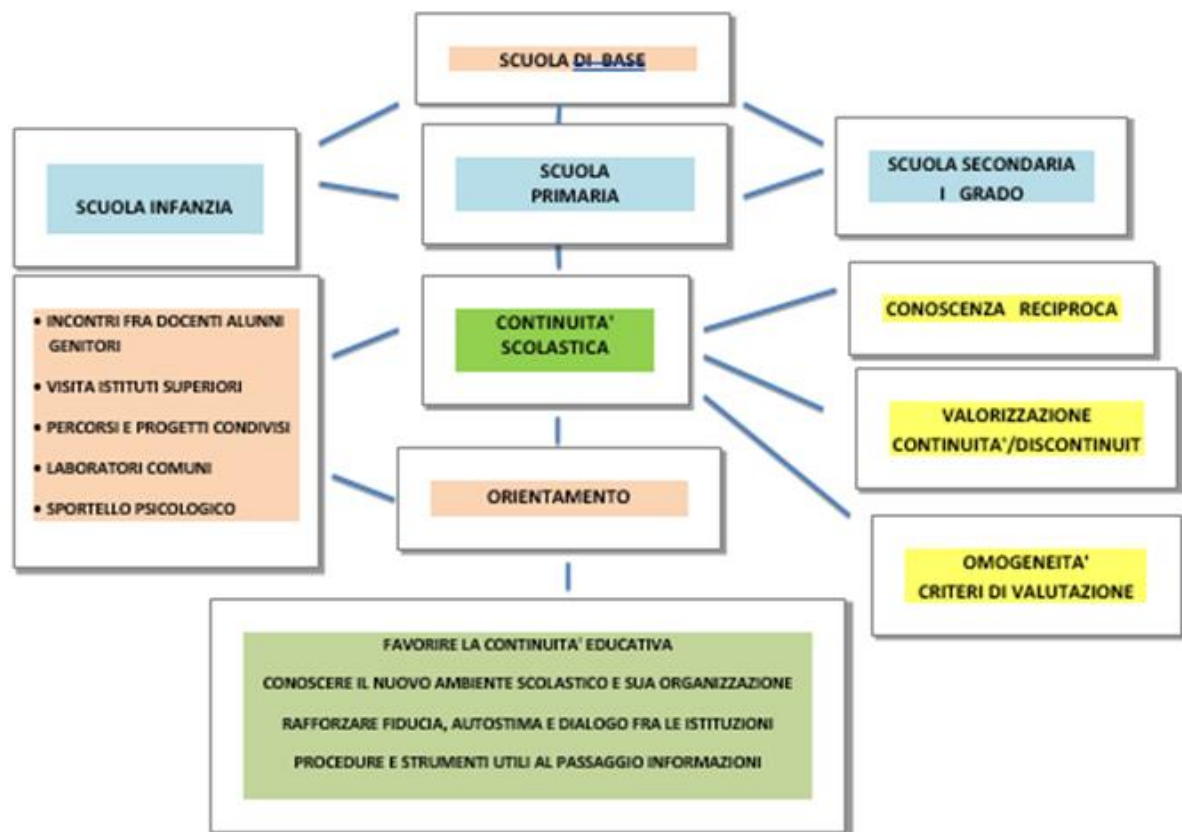 SCUOLA DI BASE
SCUOLA INFANZIA
SCUOLA
PRIMARIA
SCUOLA SECONDARIA
I GRADO
• INCONTRI FRA DOCENTI ALUNNI
GENITORI
• VISITA ISTITUTI SUPERIORI
• PERCORSI E PROGETTI CONDIVISI
• LABORATORI COMUNI
• SPORTELLO PSICOLOGICO
CONTINUITA'
SCOLASTICA
CONOSCENZA RECIPROCA
VALORIZZAZIONE
CONTINUITA'/DISCONTINUIT
ORIENTAMENTO
OMOGENEITA'
CRITERI DI VALUTAZIONE
FAVORIRE LA CONTINUITA' EDUCATIVA
CONOSCERE IL NUOVO AMBIENTE SCOLASTICO E SUA ORGANIZZAZIONE
RAFFORZARE FIDUCIA, AUTOSTIMA E DIALOGO FRA LE ISTITUZIONI
PROCEDURE E STRUMENTI UTILI AL PASSAGGIO INFORMAZIONI